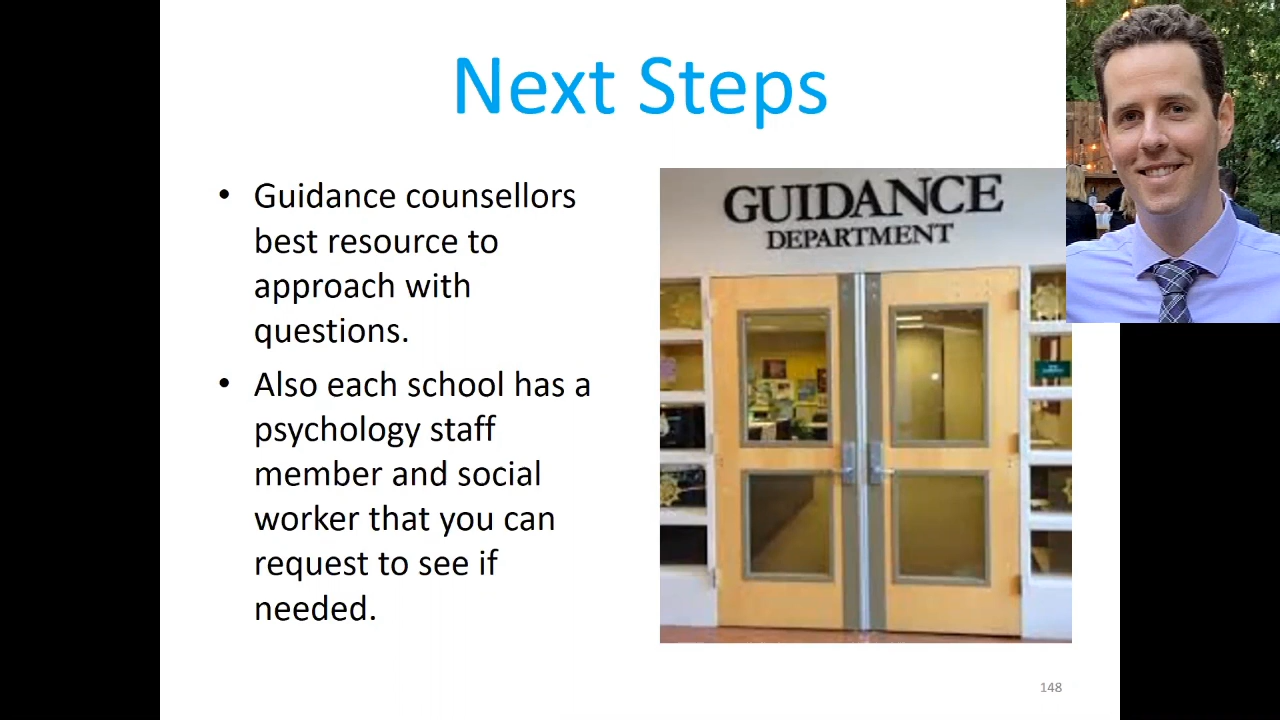 Next Steps
• Guidance counsellors
best resource to
approach with
questions.
• Also each school has a
psychology staff
member and social
worker that you can
request to see if
needed.
GUIDANCE
DEPARTMENT
148